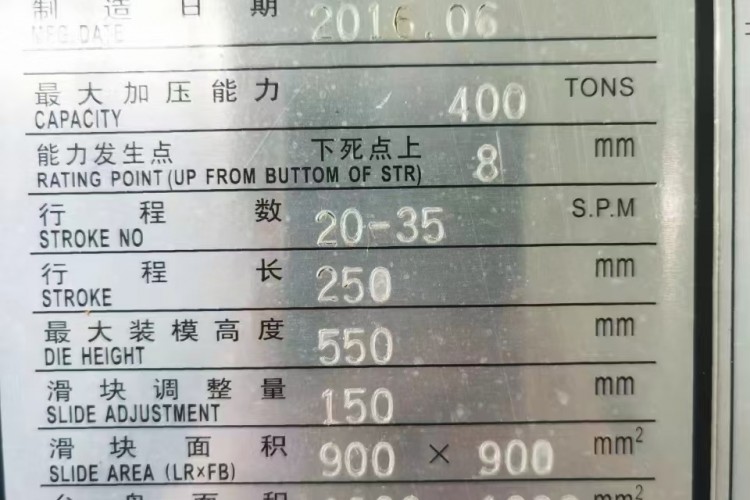 制造日期 2016.06
MFG.DATE
最大加压能力 400 TONS
CAPACITY
能力发生点 下死点上 8 mm
RATING POINT (UP FROM BUTTOM OF STR)
行程数 20-35 S.P.M
STROKE NO
行程长 250 mm
STROKE
最大装模高度 550 mm
DIE HEIGHT
滑块调整量 150 mm
SLIDE ADJUSTMENT
滑块面积 900 × 900 mm²
SLIDE AREA (LR×FB)
台 面积 mm²